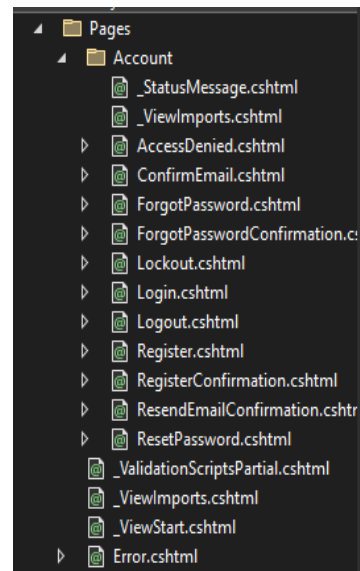 Pages
Account
_StatusMessage.cshtml
_ViewImports.cshtml
AccessDenied.cshtml
ConfirmEmail.cshtml
ForgotPassword.cshtml
ForgotPasswordConfirmation.cs
Lockout.cshtml
Login.cshtml
Logout.cshtml
Register.cshtml
RegisterConfirmation.cshtml
ResendEmailConfirmation.cshtr
ResetPassword.cshtml
_ValidationScriptsPartial.cshtml
_ViewImports.cshtml
_ViewStart.cshtml
Error.cshtml